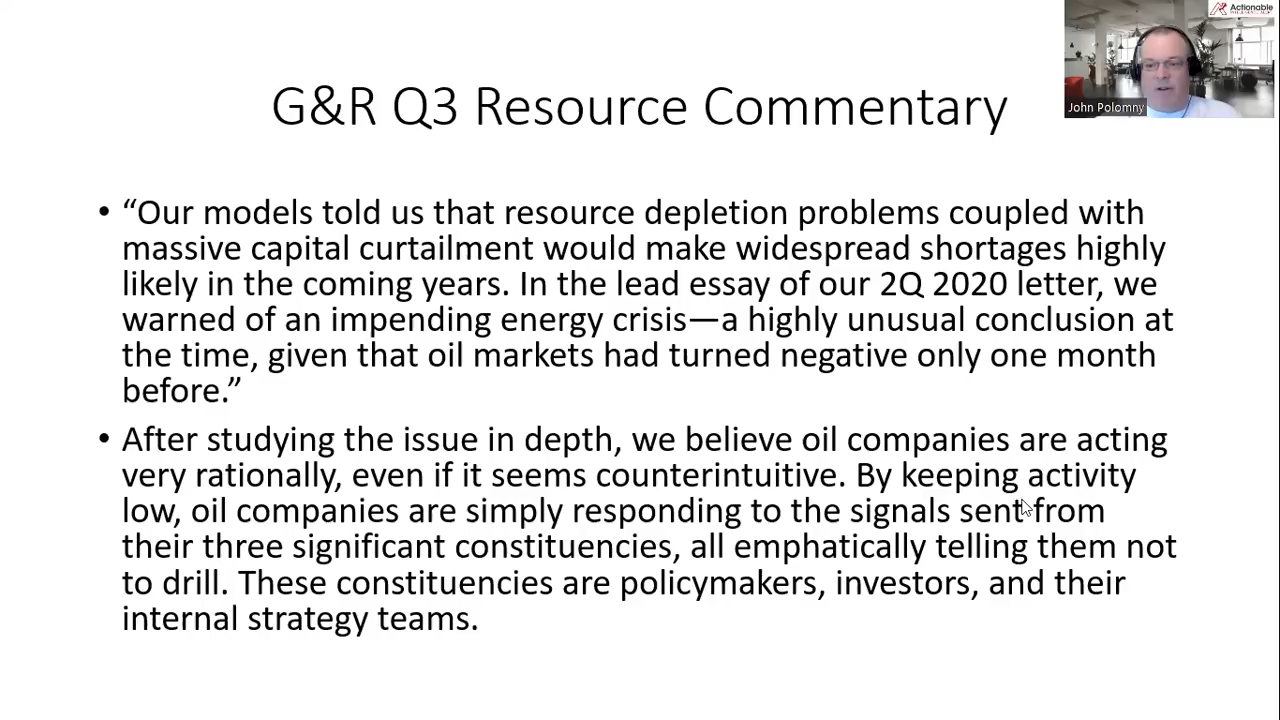 Actionable
John Polomny
G&R Q3 Resource Commentary
• “Our models told us that resource depletion problems coupled with
massive capital curtailment would make widespread shortages highly
likely in the coming years. In the lead essay of our 2Q 2020 letter, we
warned of an impending energy crisis—a highly unusual conclusion at
the time, given that oil markets had turned negative only one month
before.”
• After studying the issue in depth, we believe oil companies are acting
very rationally, even if it seems counterintuitive. By keeping activity
low, oil companies are simply responding to the signals sent from
their three significant constituencies, all emphatically telling them not
to drill. These constituencies are policymakers, investors, and their
internal strategy teams.